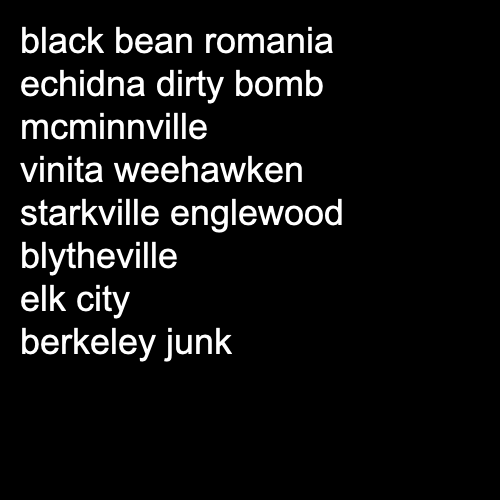 black bean romania
echidna dirty bomb
mcminnville
vinita weehawken
starkville englewood
blytheville
elk city
berkeley junk